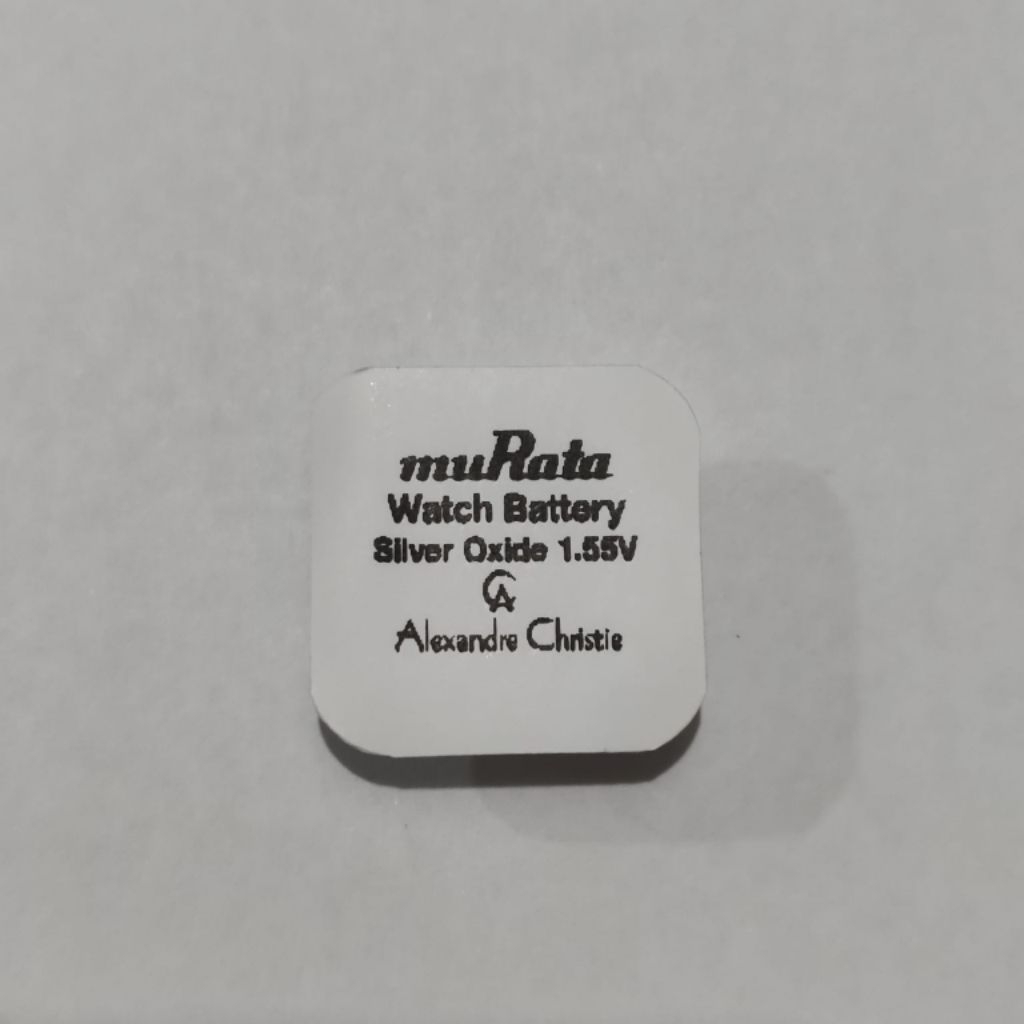 muRata
Watch Battery
Silver Oxide 1.55V
CA
Alexandre Christie